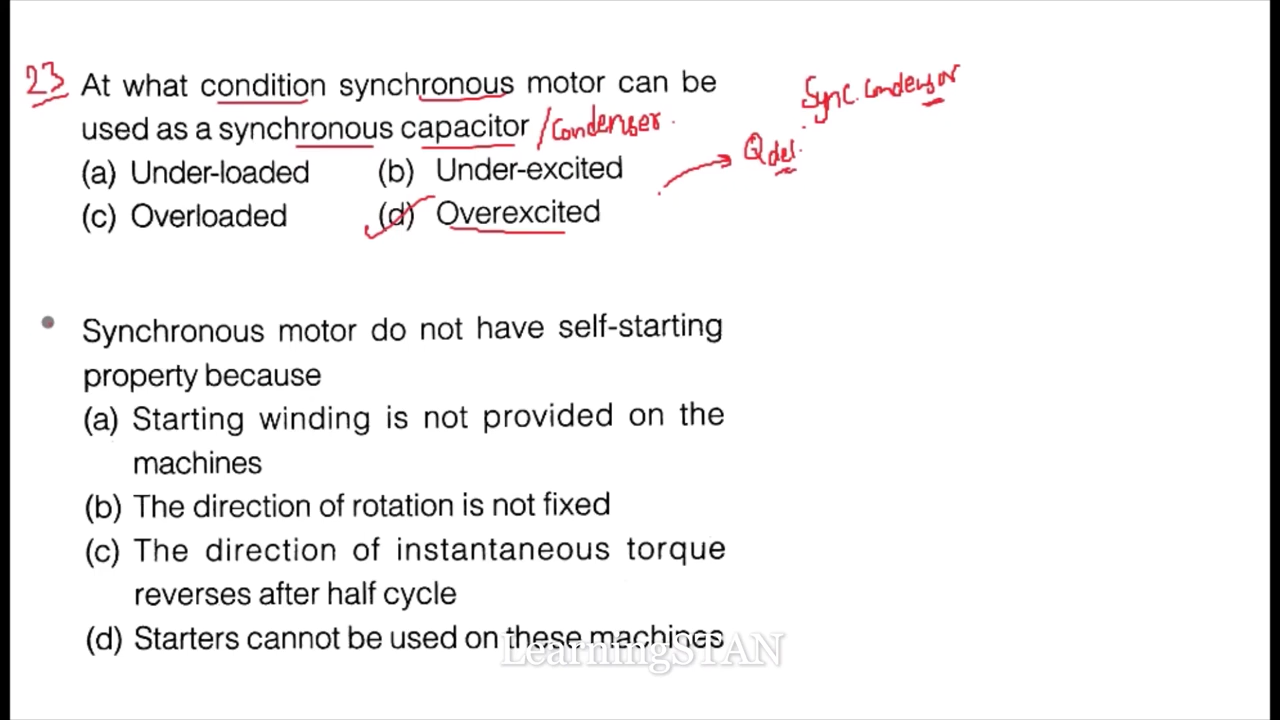 23 At what condition synchronous motor can be
used as a synchronous capacitor /Condenser.
(a) Under-loaded (b) Under-excited
(c) Overloaded (d) Overexcited
Sync. Condensor
Q del.
Synchronous motor do not have self-starting
property because
(a) Starting winding is not provided on the
machines
(b) The direction of rotation is not fixed
(c) The direction of instantaneous torque
reverses after half cycle
(d) Starters cannot be used on these machines
LearningSTAN